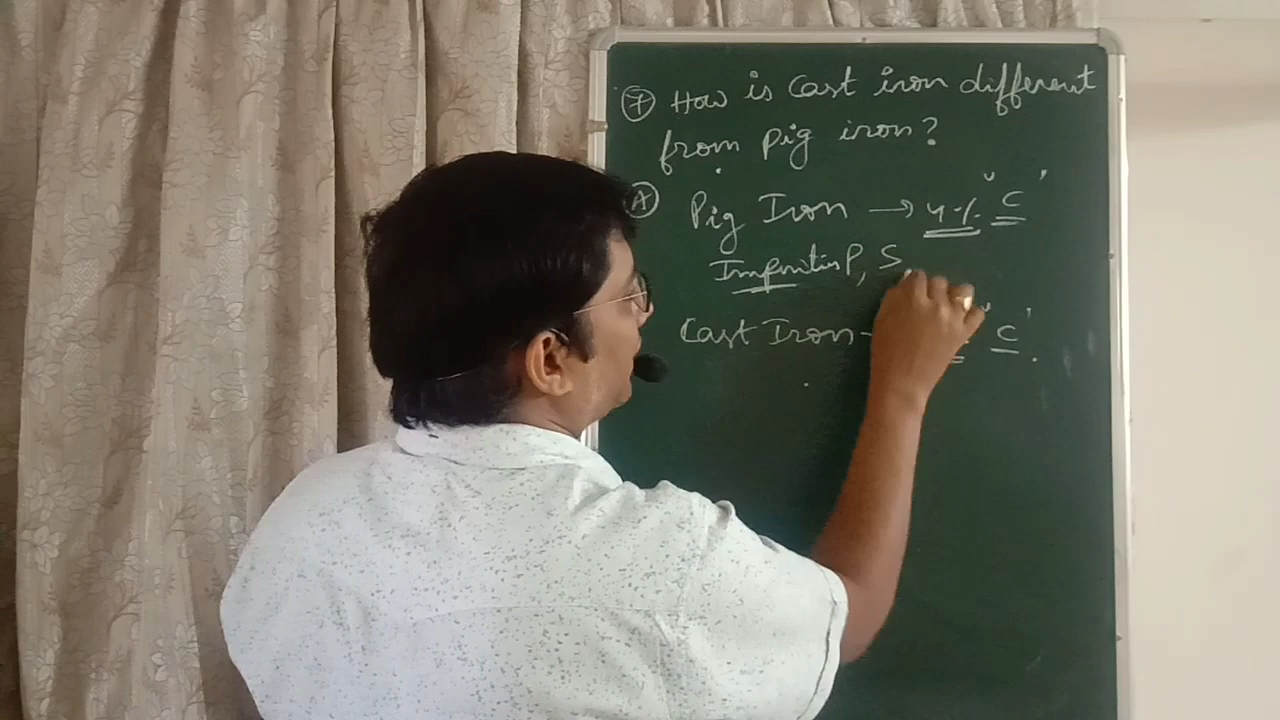 7 How is cast iron different
from pig iron?
A Pig Iron → 4% "C"
Impurities P, S
Cast Iron - "C"